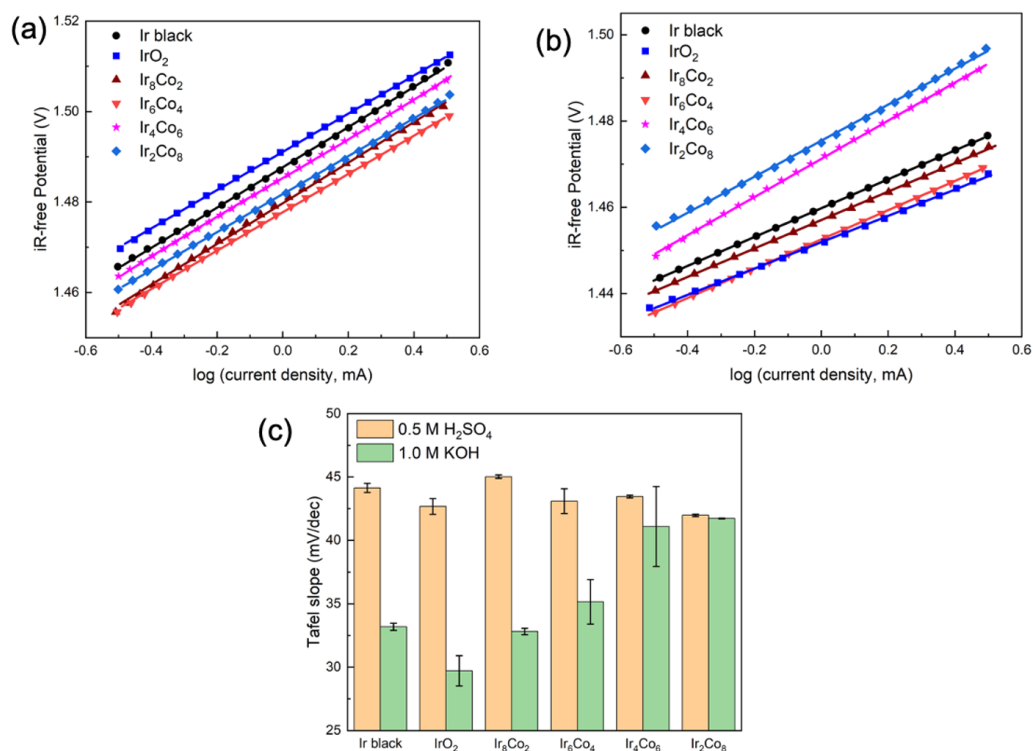 (a)
Ir black
IrO₂
Ir₈Co₂
Ir₆Co₄
Ir₄Co₆
Ir₂Co₈
1.52
1.50
1.48
1.46
iR-free Potential (V)
-0.6 -0.4 -0.2 0.0 0.2 0.4 0.6
log (current density, mA)
(b)
Ir black
IrO₂
Ir₈Co₂
Ir₆Co₄
Ir₄Co₆
Ir₂Co₈
1.50
1.48
1.46
1.44
iR-free Potential (V)
-0.6 -0.4 -0.2 0.0 0.2 0.4 0.6
log (current density, mA)
(c)
0.5 M H₂SO₄
1.0 M KOH
50
45
40
35
30
25
Tafel slope (mV/dec)
Ir black IrO₂ Ir₈Co₂ Ir₆Co₄ Ir₄Co₆ Ir₂Co₈